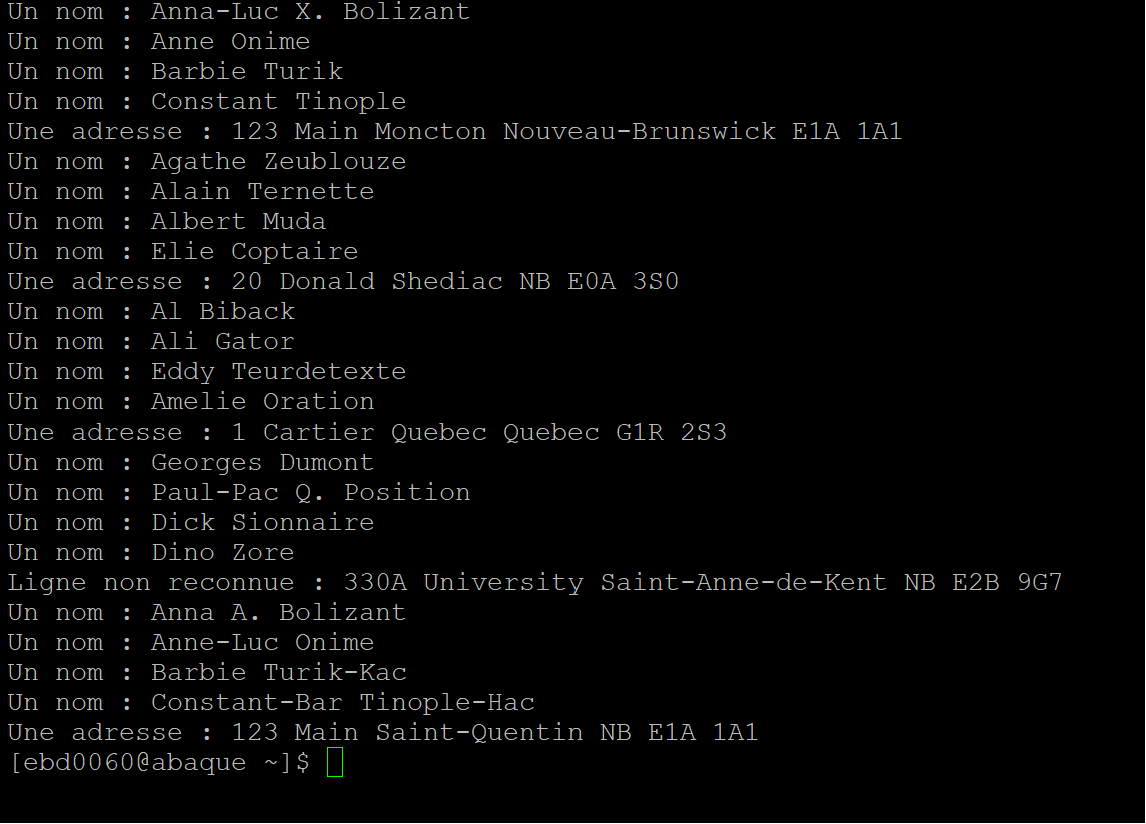 Un nom : Anna-Luc X. Bolizant
Un nom : Anne Onime
Un nom : Barbie Turik
Un nom : Constant Tinople
Une adresse : 123 Main Moncton Nouveau-Brunswick E1A 1A1
Un nom : Agathe Zeublouze
Un nom : Alain Ternette
Un nom : Albert Muda
Un nom : Elie Coptaire
Une adresse : 20 Donald Shediac NB E0A 3S0
Un nom : Al Biback
Un nom : Ali Gator
Un nom : Eddy Teurdetexte
Un nom : Amelie Oration
Une adresse : 1 Cartier Quebec Quebec G1R 2S3
Un nom : Georges Dumont
Un nom : Paul-Pac Q. Position
Un nom : Dick Sionnaire
Un nom : Dino Zore
Ligne non reconnue : 330A University Saint-Anne-de-Kent NB E2B 9G7
Un nom : Anna A. Bolizant
Un nom : Anne-Luc Onime
Un nom : Barbie Turik-Kac
Un nom : Constant-Bar Tinople-Hac
Une adresse : 123 Main Saint-Quentin NB E1A 1A1
[ebd0060@abaque ~]$